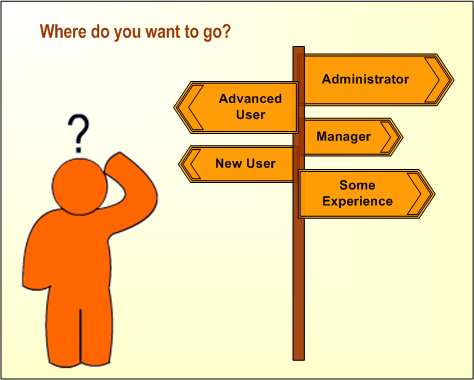 Where do you want to go?
?
Administrator
Advanced
User
Manager
New User
Some
Experience